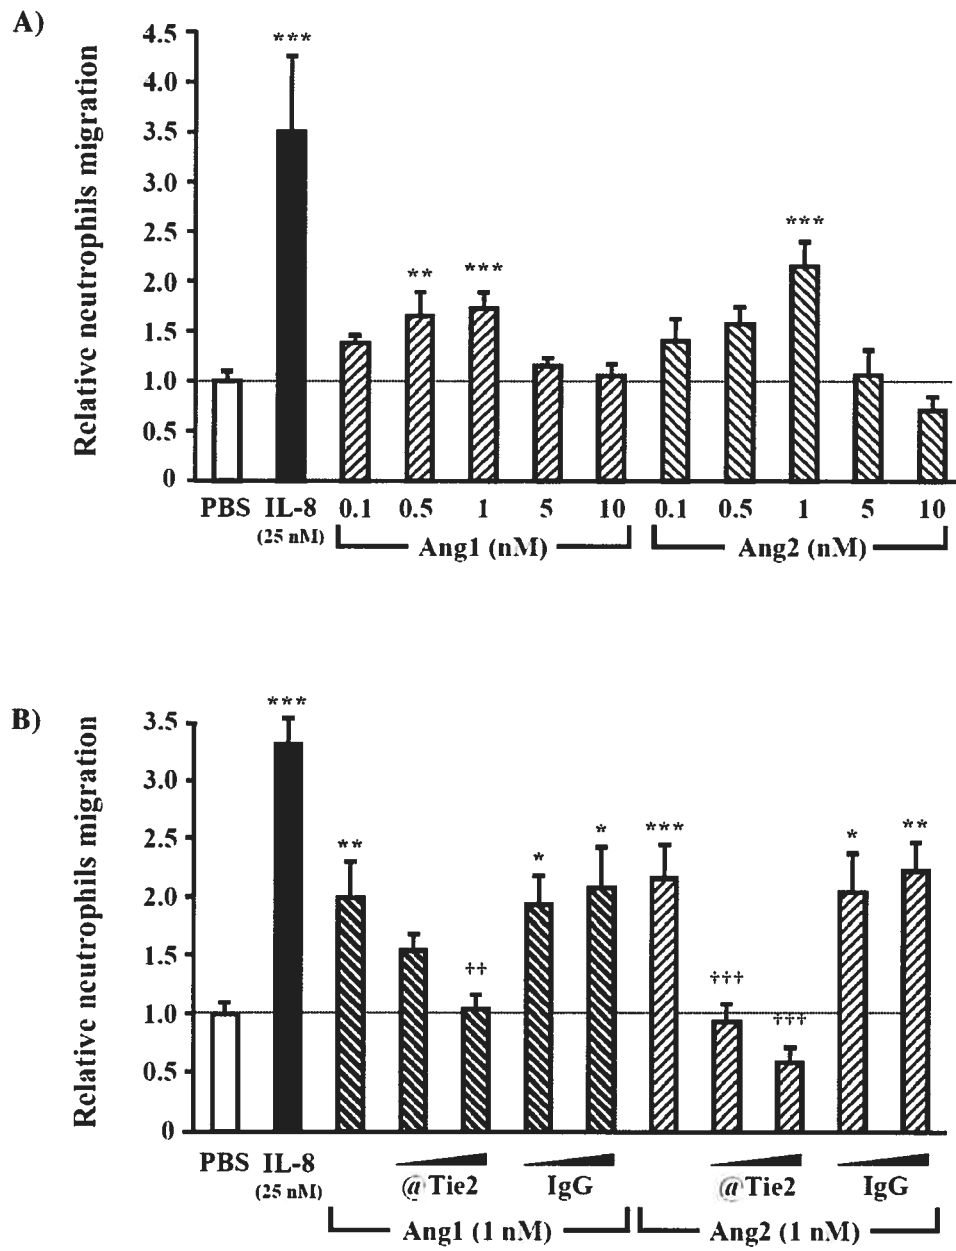 A)
Relative neutrophils migration
4.5
4.0
3.5
3.0
2.5
2.0
1.5
1.0
0.5
0
***
** ***
***
PBS IL-8 0.1 0.5 1 5 10 0.1 0.5 1 5 10
(25 nM)
Ang1 (nM) Ang2 (nM)
B)
Relative neutrophils migration
3.5
3.0
2.5
2.0
1.5
1.0
0.5
0
***
** †† * * *** ††† ††† * **
PBS IL-8
(25 nM)
@Tie2 IgG @Tie2 IgG
Ang1 (1 nM) Ang2 (1 nM)